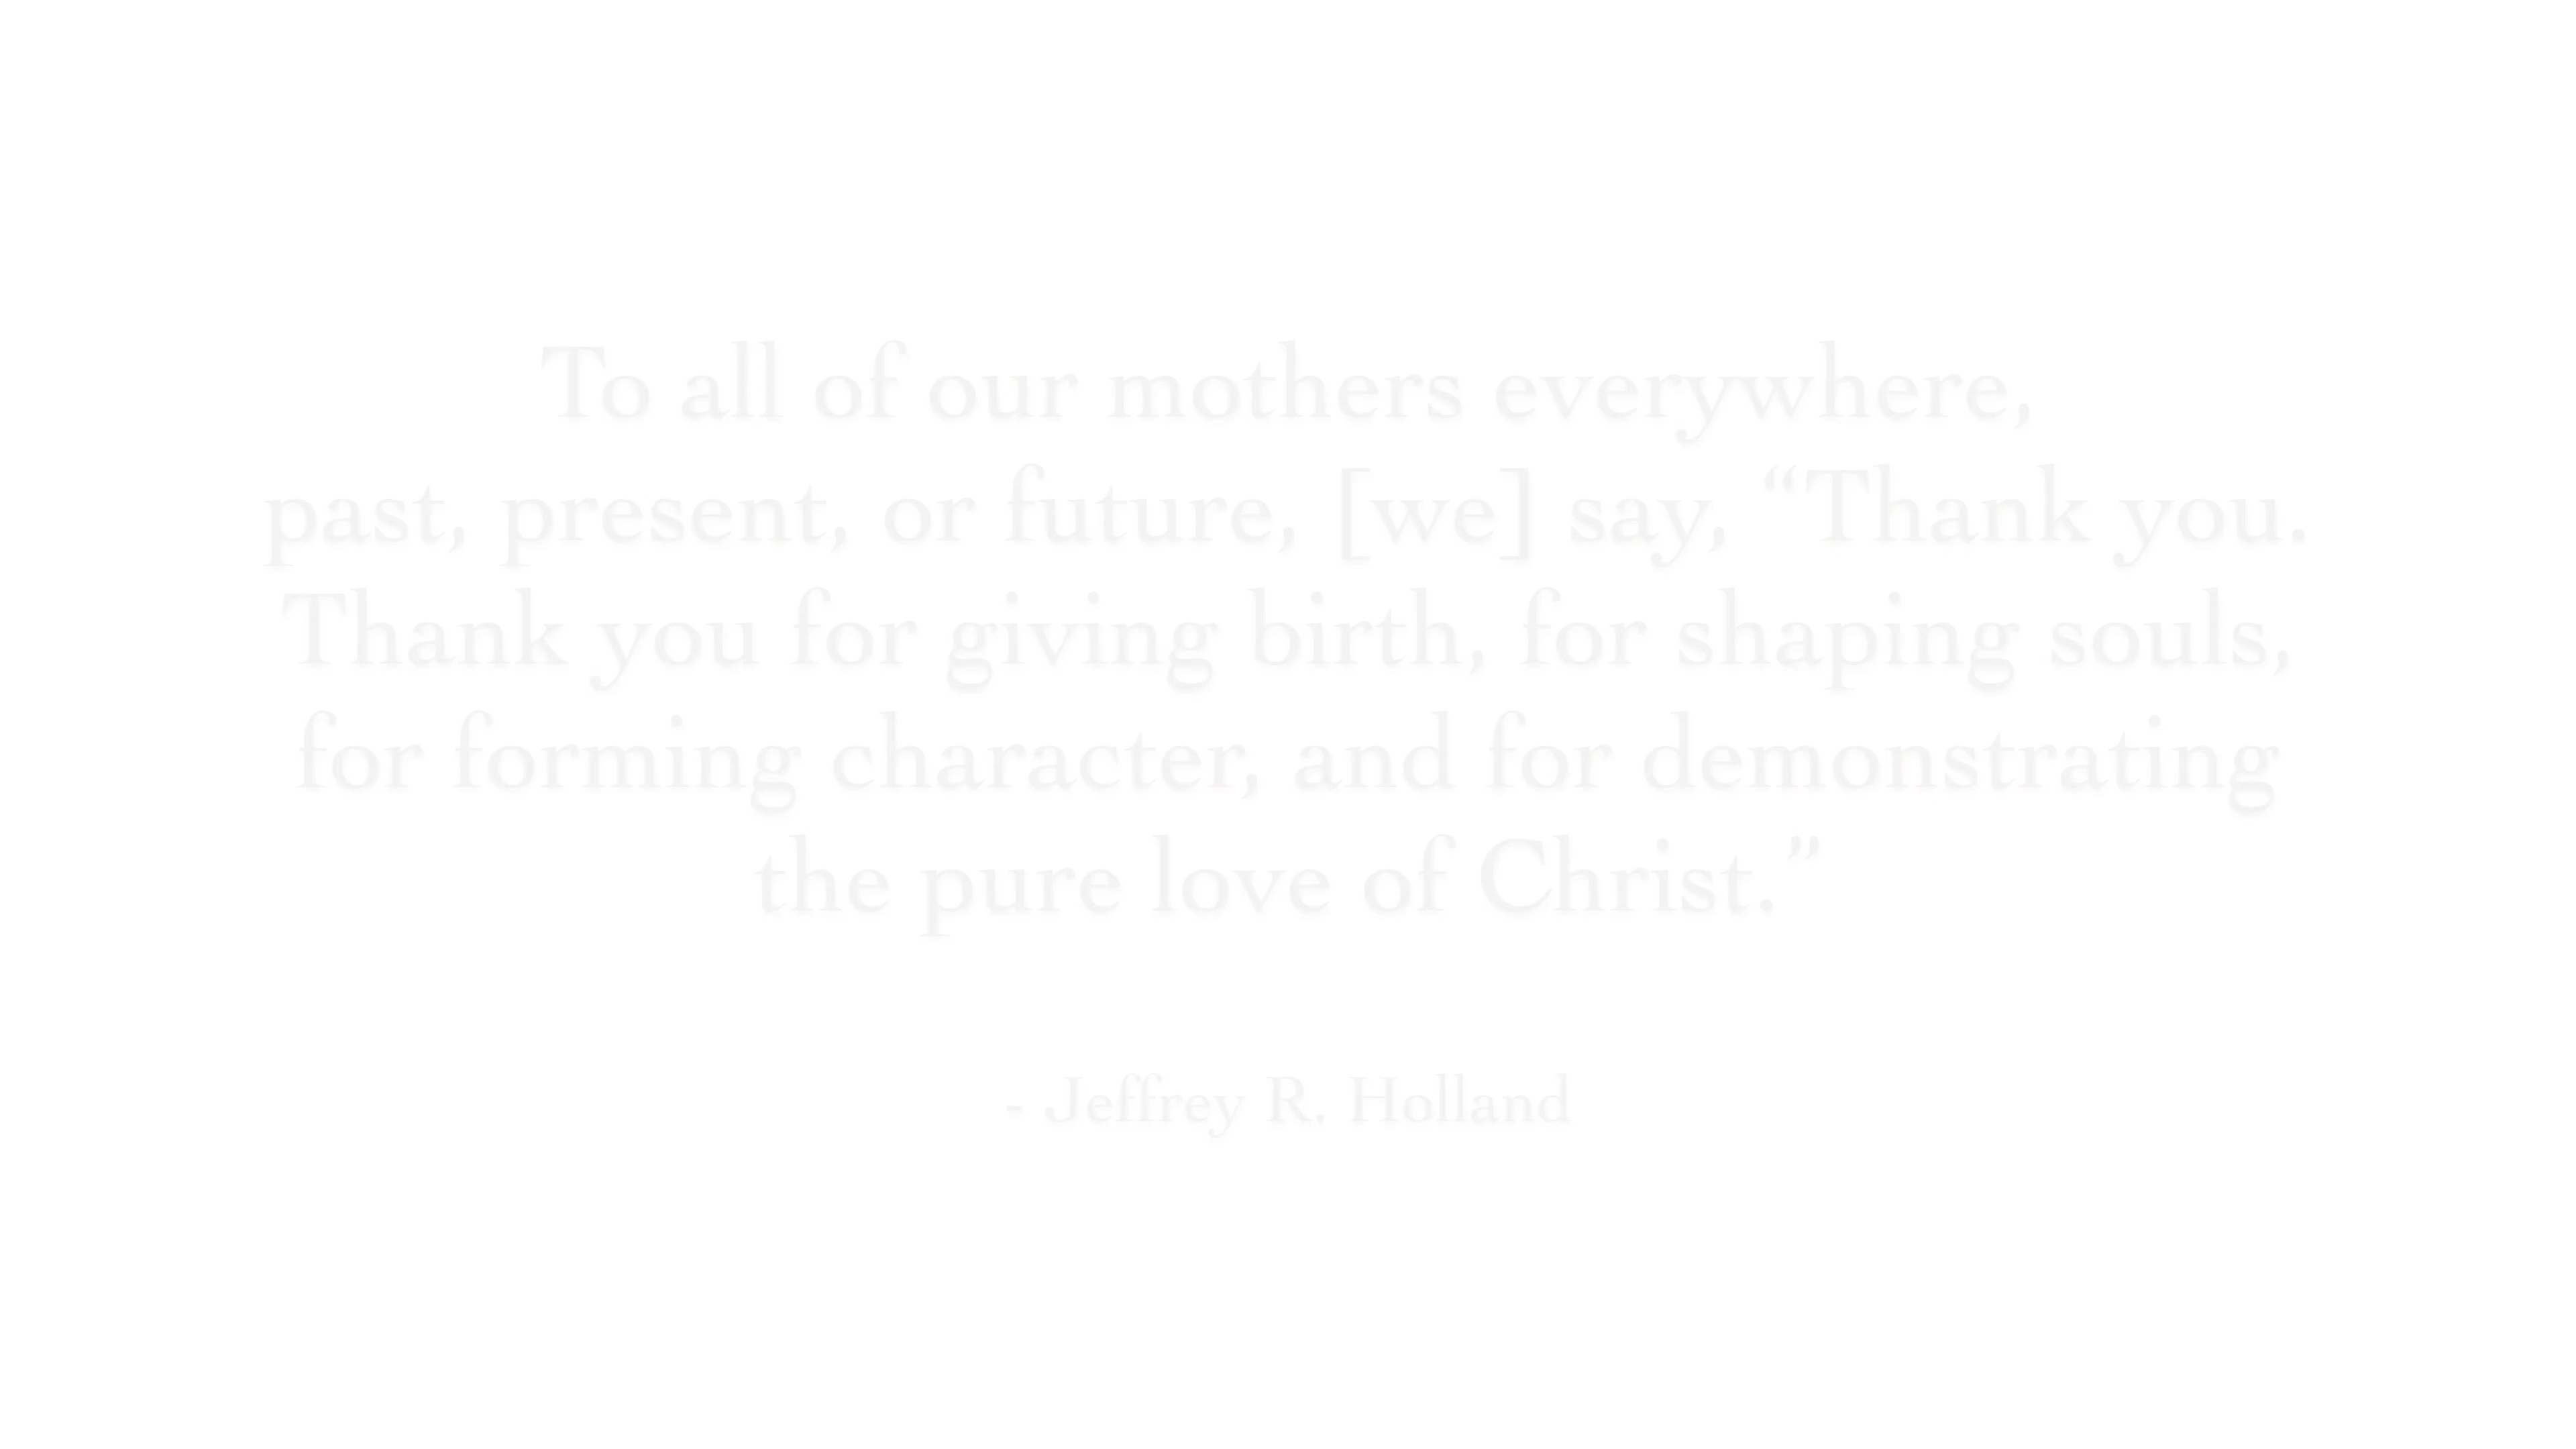 To all of our mothers everywhere,
past, present, or future, [we] say, “Thank you.
Thank you for giving birth, for shaping souls,
for forming character, and for demonstrating
the pure love of Christ.”
- Jeffrey R. Holland